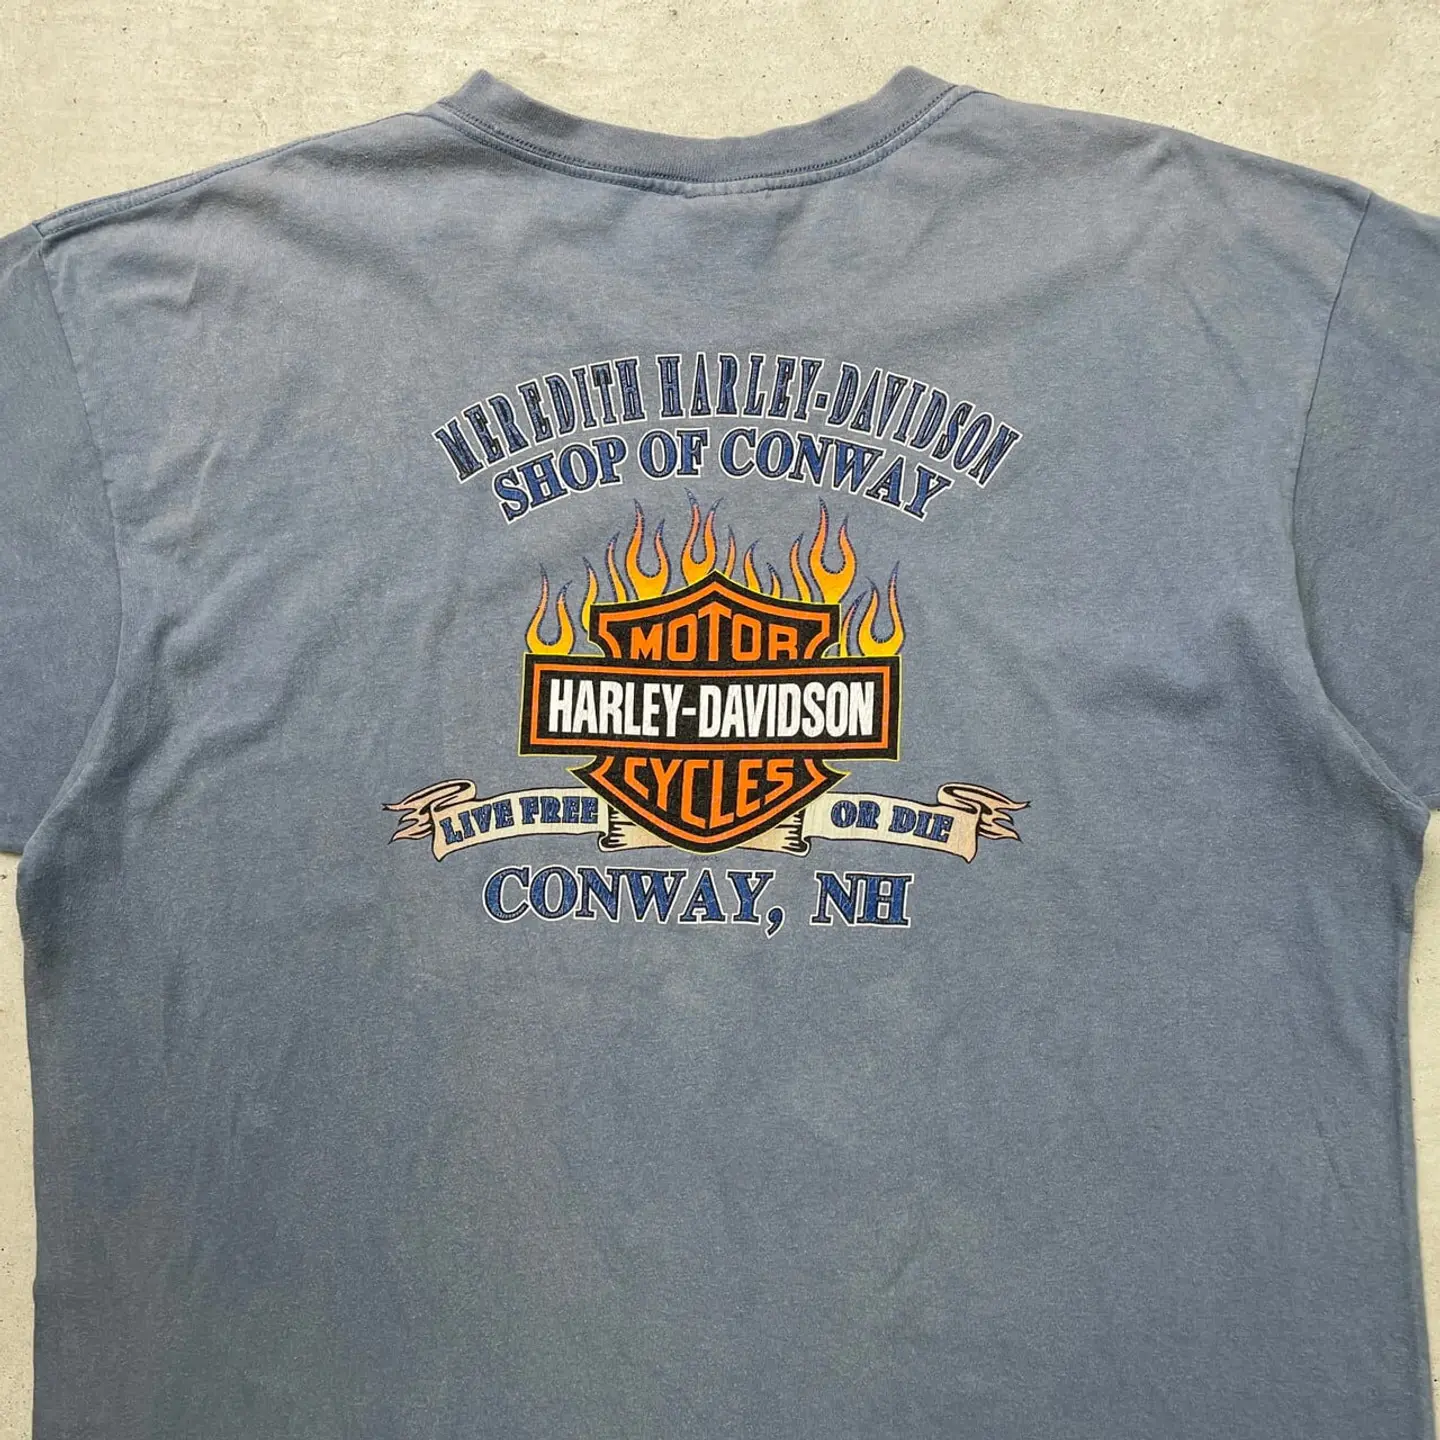 MEREDITH HARLEY-DAVIDSON
SHOP OF CONWAY
MOTOR
HARLEY-DAVIDSON
CYCLES
LIVE FREE OR DIE
CONWAY, NH